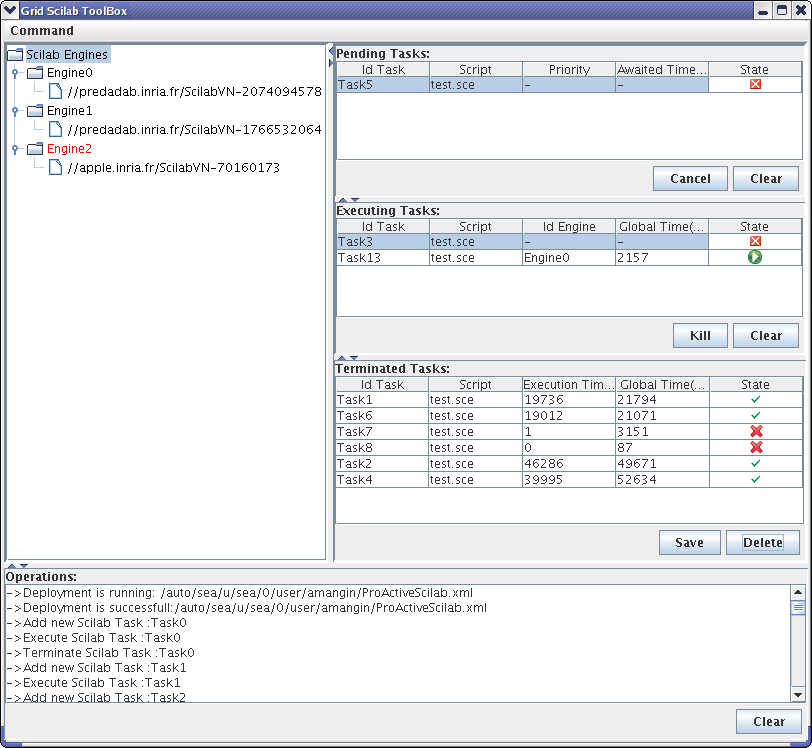 Grid Scilab ToolBox
Command
Scilab Engines
Engine0
//predadab.inria.fr/ScilabVN-2074094578
Engine1
//predadab.inria.fr/ScilabVN-1766532064
Engine2
//apple.inria.fr/ScilabVN-70160173
Pending Tasks:
Id Task Script Priority Awaited Time... State
Task5 test.sce - -
Cancel Clear
Executing Tasks:
Id Task Script Id Engine Global Time(... State
Task3 test.sce - -
Task13 test.sce Engine0 2157
Kill Clear
Terminated Tasks:
Id Task Script Execution Tim... Global Time(... State
Task1 test.sce 19736 21794
Task6 test.sce 19012 21071
Task7 test.sce 1 3151
Task8 test.sce 0 87
Task2 test.sce 46286 49671
Task4 test.sce 39995 52634
Save Delete
Operations:
->Deployment is running: /auto/sea/u/sea/0/user/amangin/ProActiveScilab.xml
->Deployment is successfull:/auto/sea/u/sea/0/user/amangin/ProActiveScilab.xml
->Add new Scilab Task :Task0
->Execute Scilab Task :Task0
->Terminate Scilab Task :Task0
->Add new Scilab Task :Task1
->Execute Scilab Task :Task1
->Add new Scilab Task :Task2
Clear